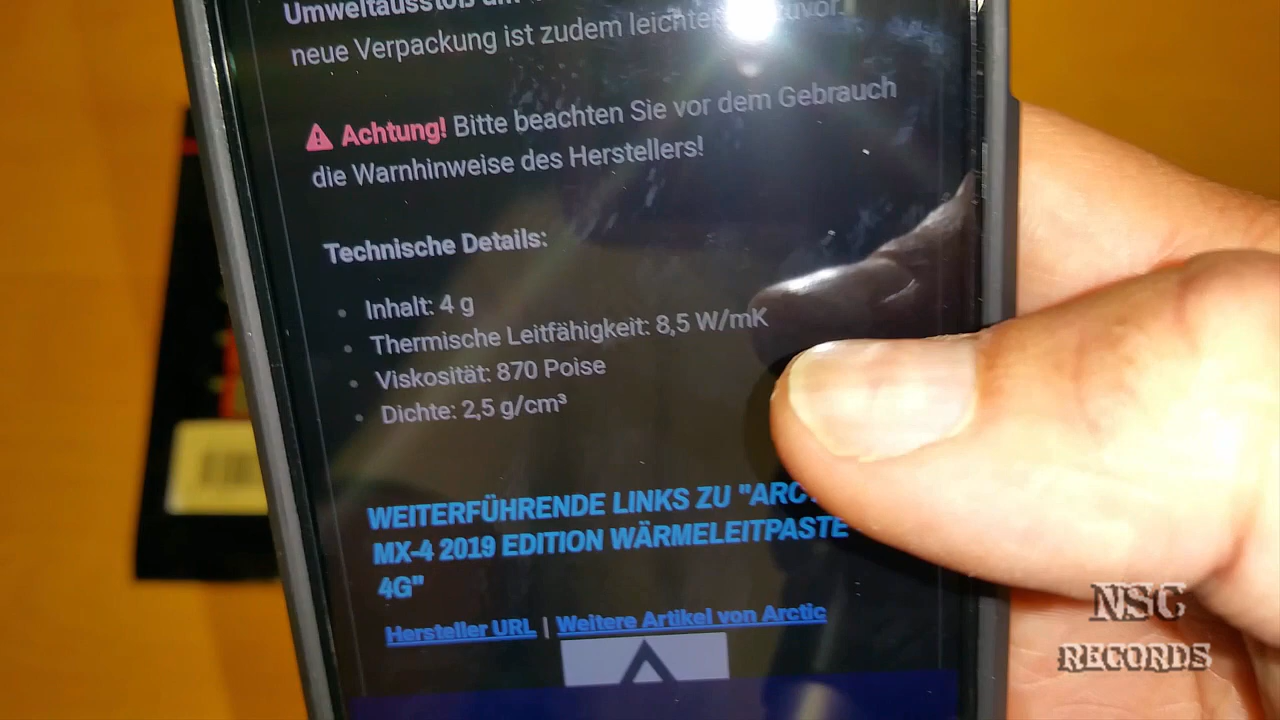 Umweltausstoß
neue Verpackung ist zudem leichter zuvor.
Achtung! Bitte beachten Sie vor dem Gebrauch
die Warnhinweise des Herstellers!
Technische Details:
Inhalt: 4 g
Thermische Leitfähigkeit: 8,5 W/mK
Viskosität: 870 Poise
Dichte: 2,5 g/cm³
WEITERFÜHRENDE LINKS ZU "ARC
MX-4 2019 EDITION WÄRMELEITPASTE
4G"
Hersteller URL | Weitere Artikel von Arctic
NSC
RECORDS